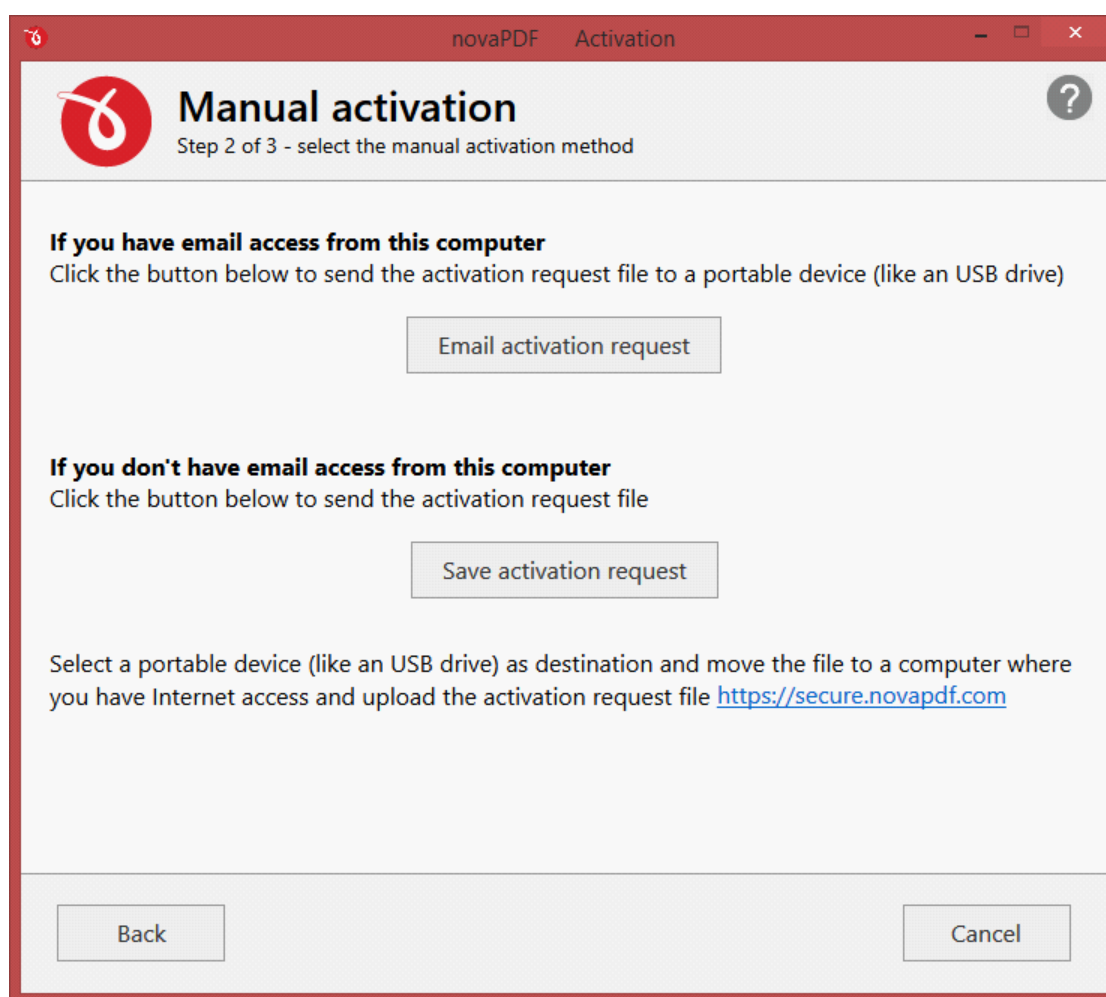 novaPDF Activation
Manual activation
Step 2 of 3 - select the manual activation method
?
If you have email access from this computer
Click the button below to send the activation request file to a portable device (like an USB drive)
Email activation request
If you don't have email access from this computer
Click the button below to send the activation request file
Save activation request
Select a portable device (like an USB drive) as destination and move the file to a computer where
you have Internet access and upload the activation request file https://secure.novapdf.com
Back Cancel